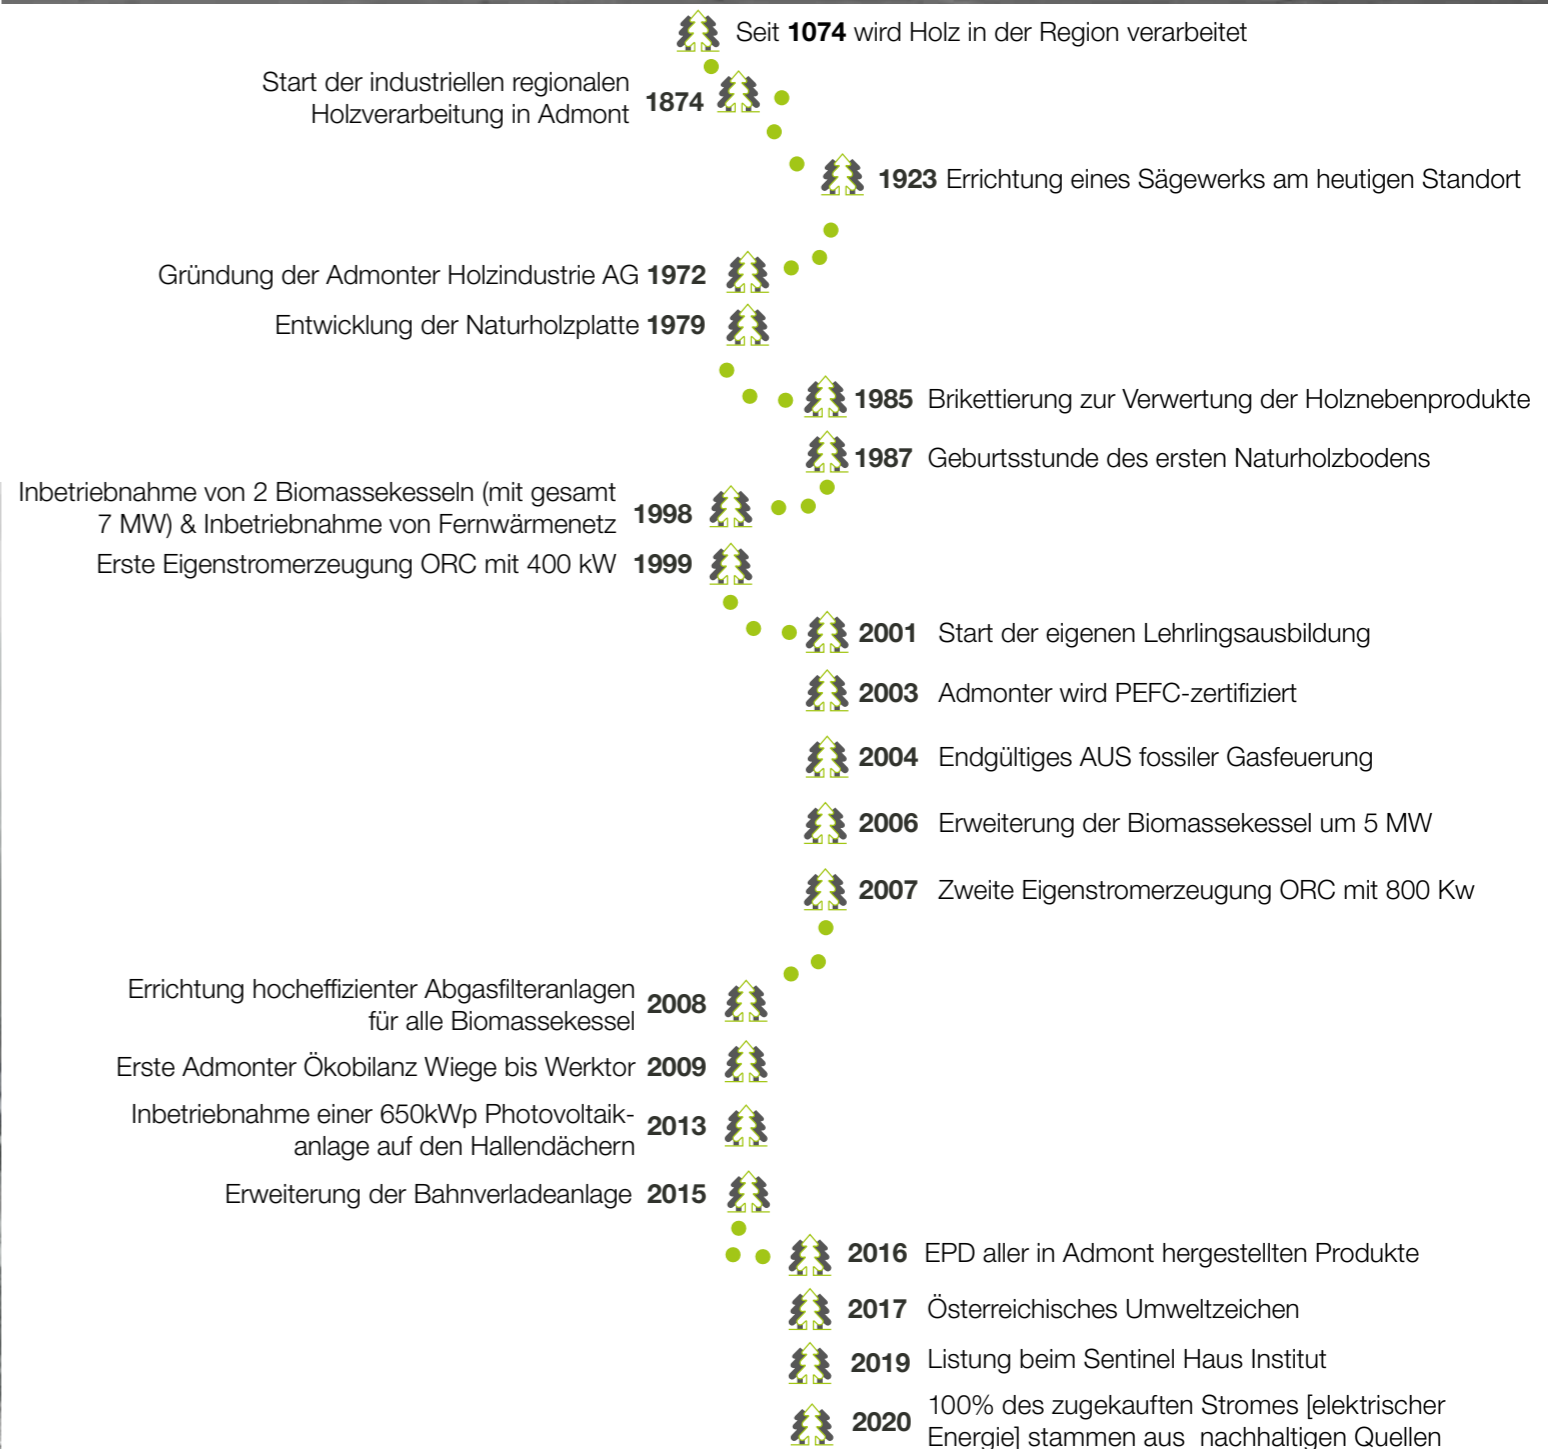 Seit 1074 wird Holz in der Region verarbeitet
Start der industriellen regionalen
Holzverarbeitung in Admont
1874
1923 Errichtung eines Sägewerks am heutigen Standort
Gründung der Admonter Holzindustrie AG 1972
Entwicklung der Naturholzplatte 1979
1985 Brikettierung zur Verwertung der Holznebenprodukte
1987 Geburtsstunde des ersten Naturholzbodens
Inbetriebnahme von 2 Biomassekesseln (mit gesamt
7 MW) & Inbetriebnahme von Fernwärmenetz
1998
Erste Eigenstromerzeugung ORC mit 400 kW 1999
2001 Start der eigenen Lehrlingsausbildung
2003 Admonter wird PEFC-zertifiziert
2004 Endgültiges AUS fossiler Gasfeuerung
2006 Erweiterung der Biomassekessel um 5 MW
2007 Zweite Eigenstromerzeugung ORC mit 800 Kw
Errichtung hocheffizienter Abgasfilteranlagen
für alle Biomassekessel
2008
Erste Admonter Ökobilanz Wiege bis Werktor 2009
Inbetriebnahme einer 650kWp Photovoltaik-
anlage auf den Hallendächern
2013
Erweiterung der Bahnverladeanlage 2015
2016 EPD aller in Admont hergestellten Produkte
2017 Österreichisches Umweltzeichen
2019 Listung beim Sentinel Haus Institut
2020
100% des zugekauften Stromes [elektrischer
Energie] stammen aus nachhaltigen Quellen